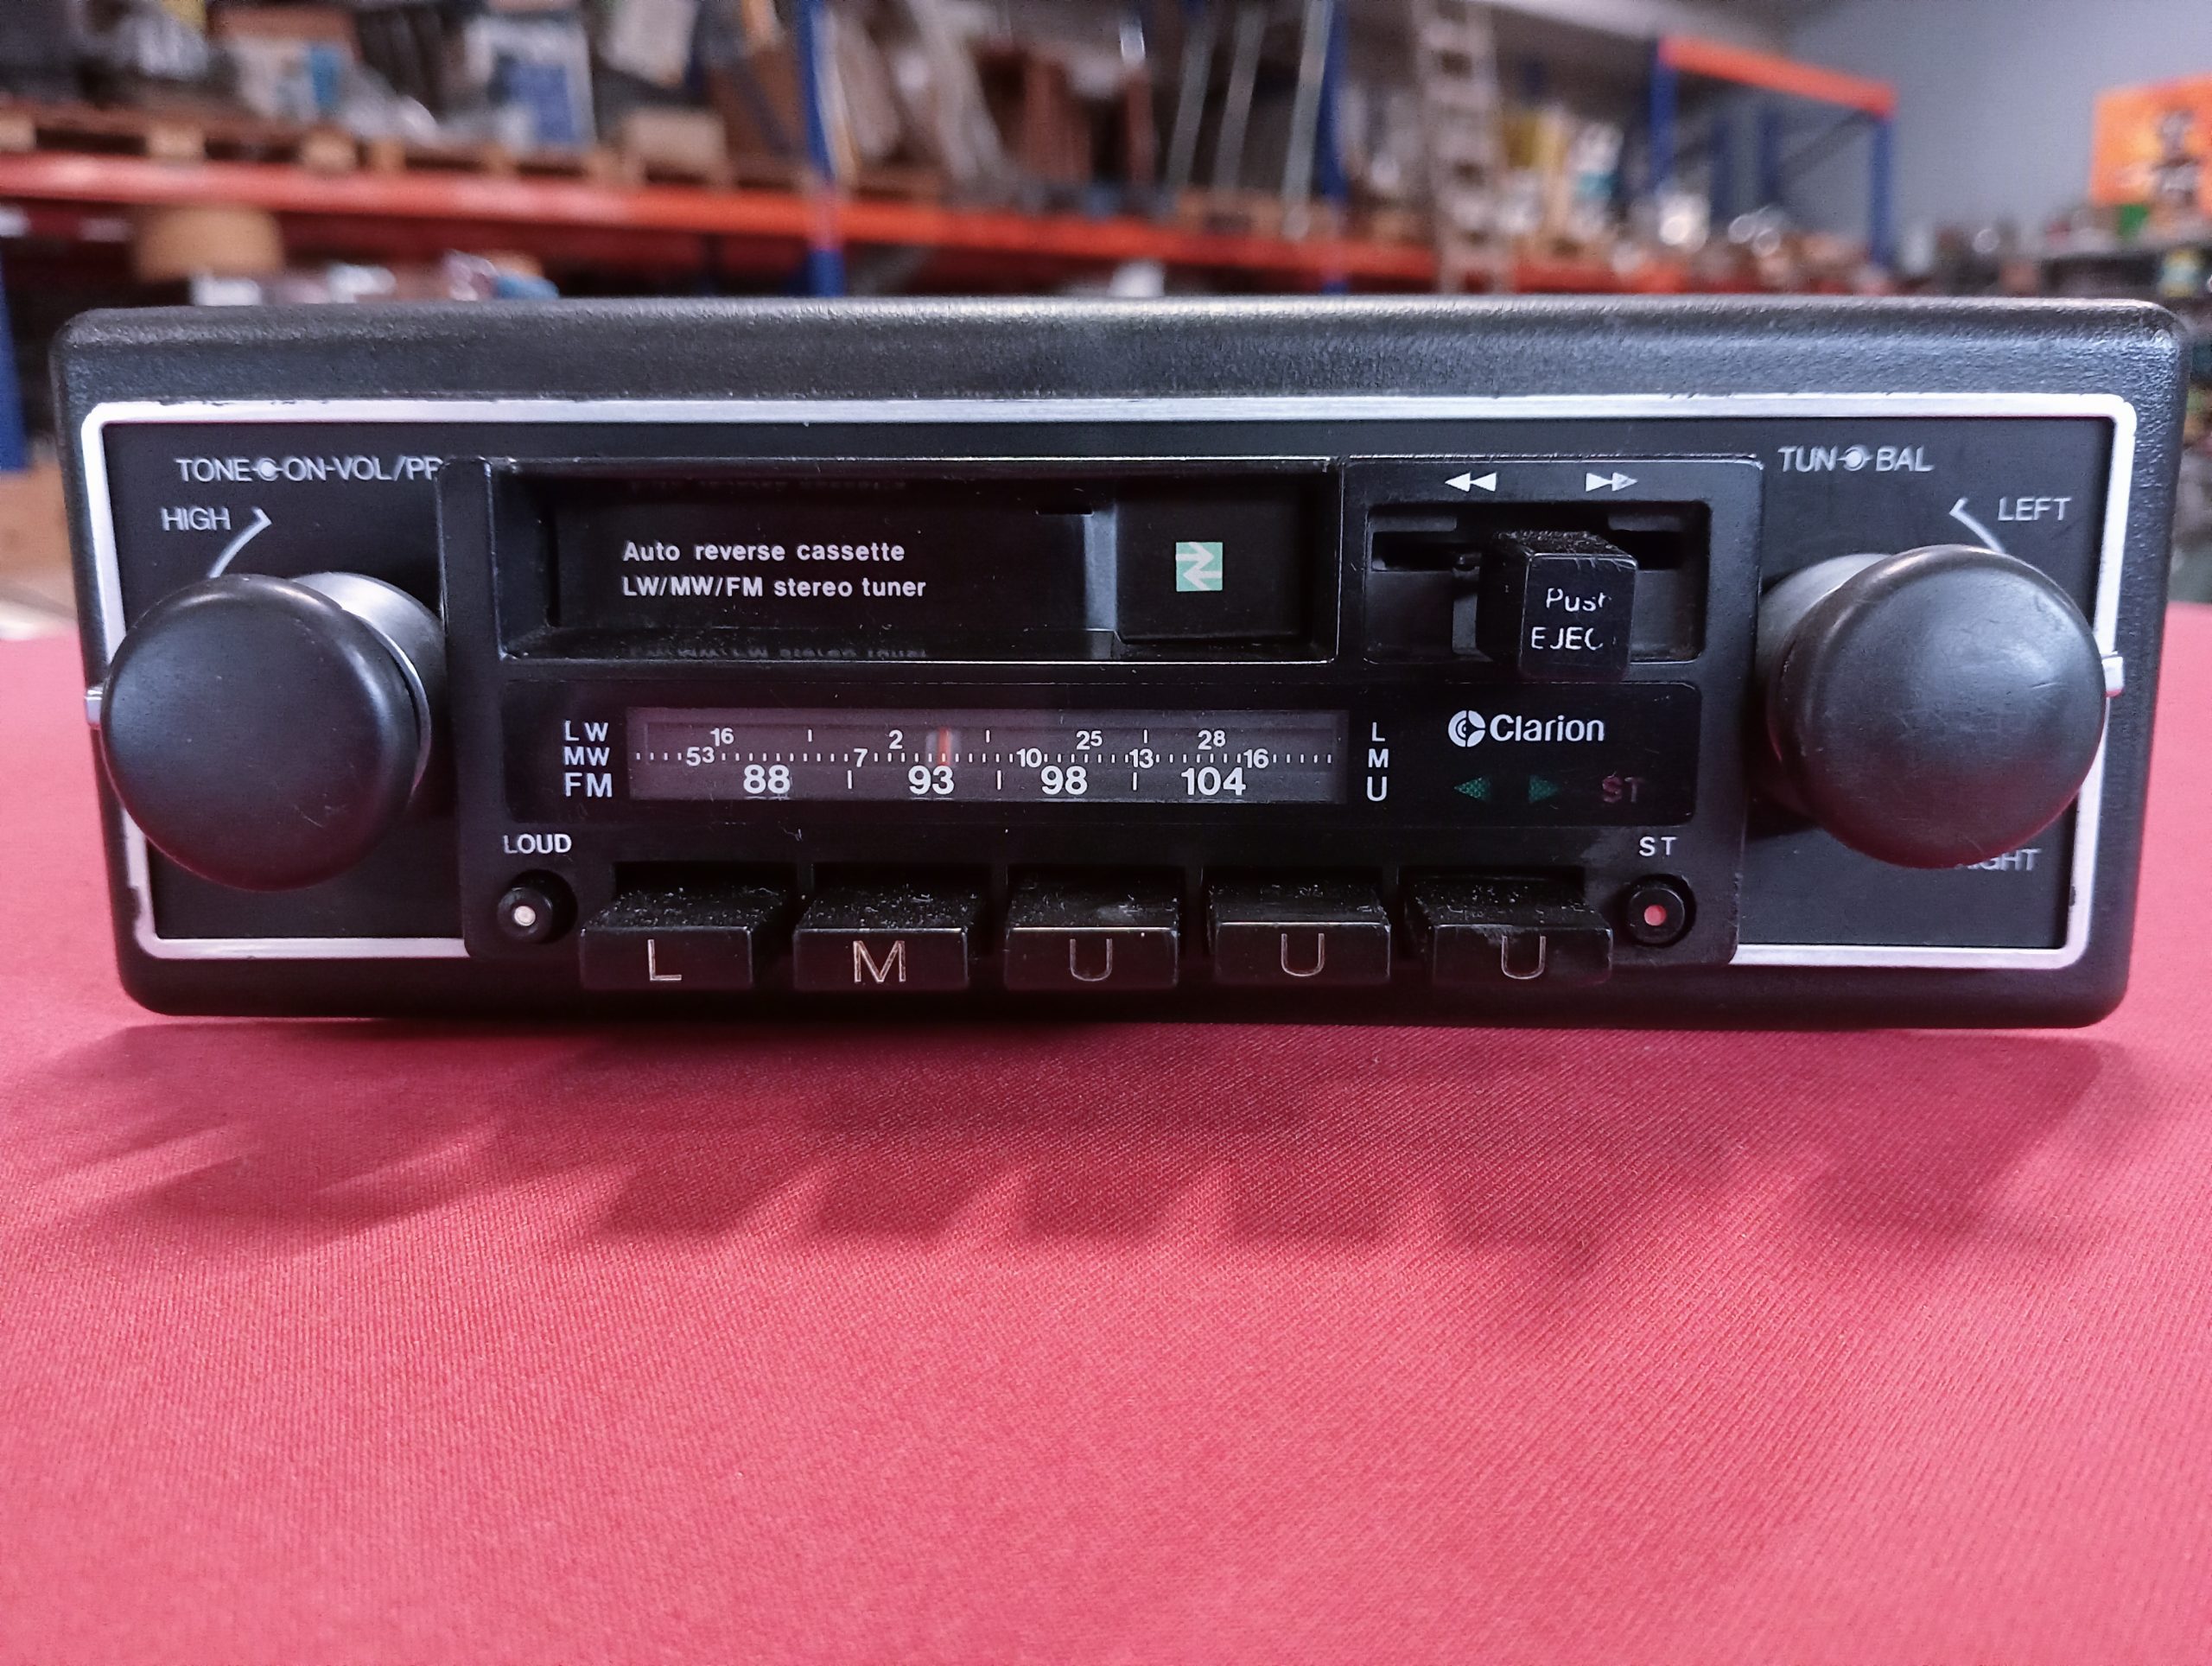 TONE ON-VOL/PR
HIGH
Auto reverse cassette
LW/MW/FM stereo tuner
EJEC
TUN BAL
LEFT
LW 16 2 25 28 L
MW 53 7 10 13 16 M
FM 88 93 98 104 U
Clarion
ST
LOUD
ST
L M U U U